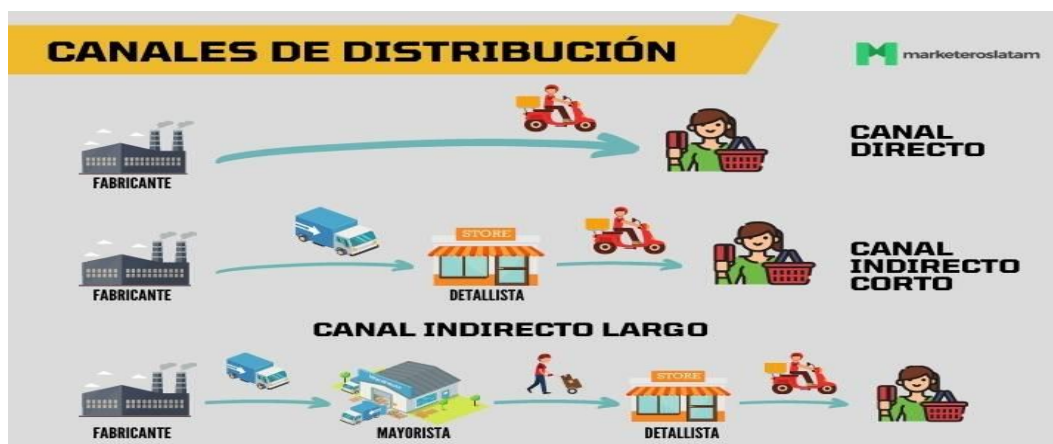 CANALES DE DISTRIBUCIÓN
marketeroslatam
FABRICANTE
CANAL
DIRECTO
FABRICANTE
STORE
DETALLISTA
CANAL
INDIRECTO
CORTO
CANAL INDIRECTO LARGO
FABRICANTE
MAYORISTA
STORE
DETALLISTA